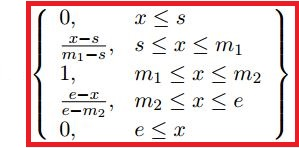 0, x ≤ s
x−s/m₁−s, s ≤ x ≤ m₁
1, m₁ ≤ x ≤ m₂
e−x/e−m₂, m₂ ≤ x ≤ e
0, e ≤ x